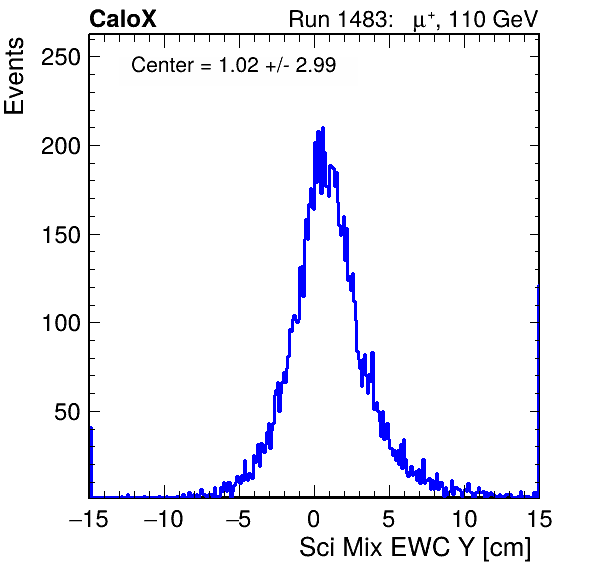 CaloX
Run 1483: μ⁺, 110 GeV
Center = 1.02 +/- 2.99
Events
250
200
150
100
50
−15 −10 −5 0 5 10 15
Sci Mix EWC Y [cm]